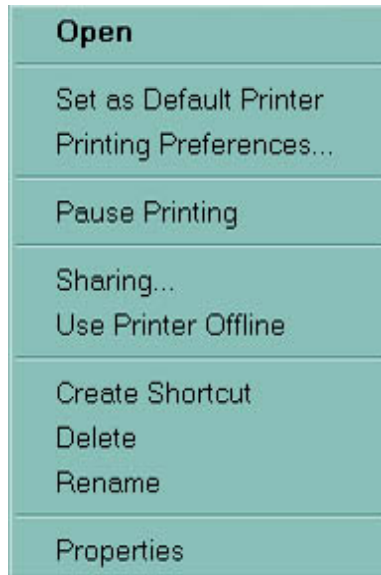 Open
Set as Default Printer
Printing Preferences...
Pause Printing
Sharing...
Use Printer Offline
Create Shortcut
Delete
Rename
Properties